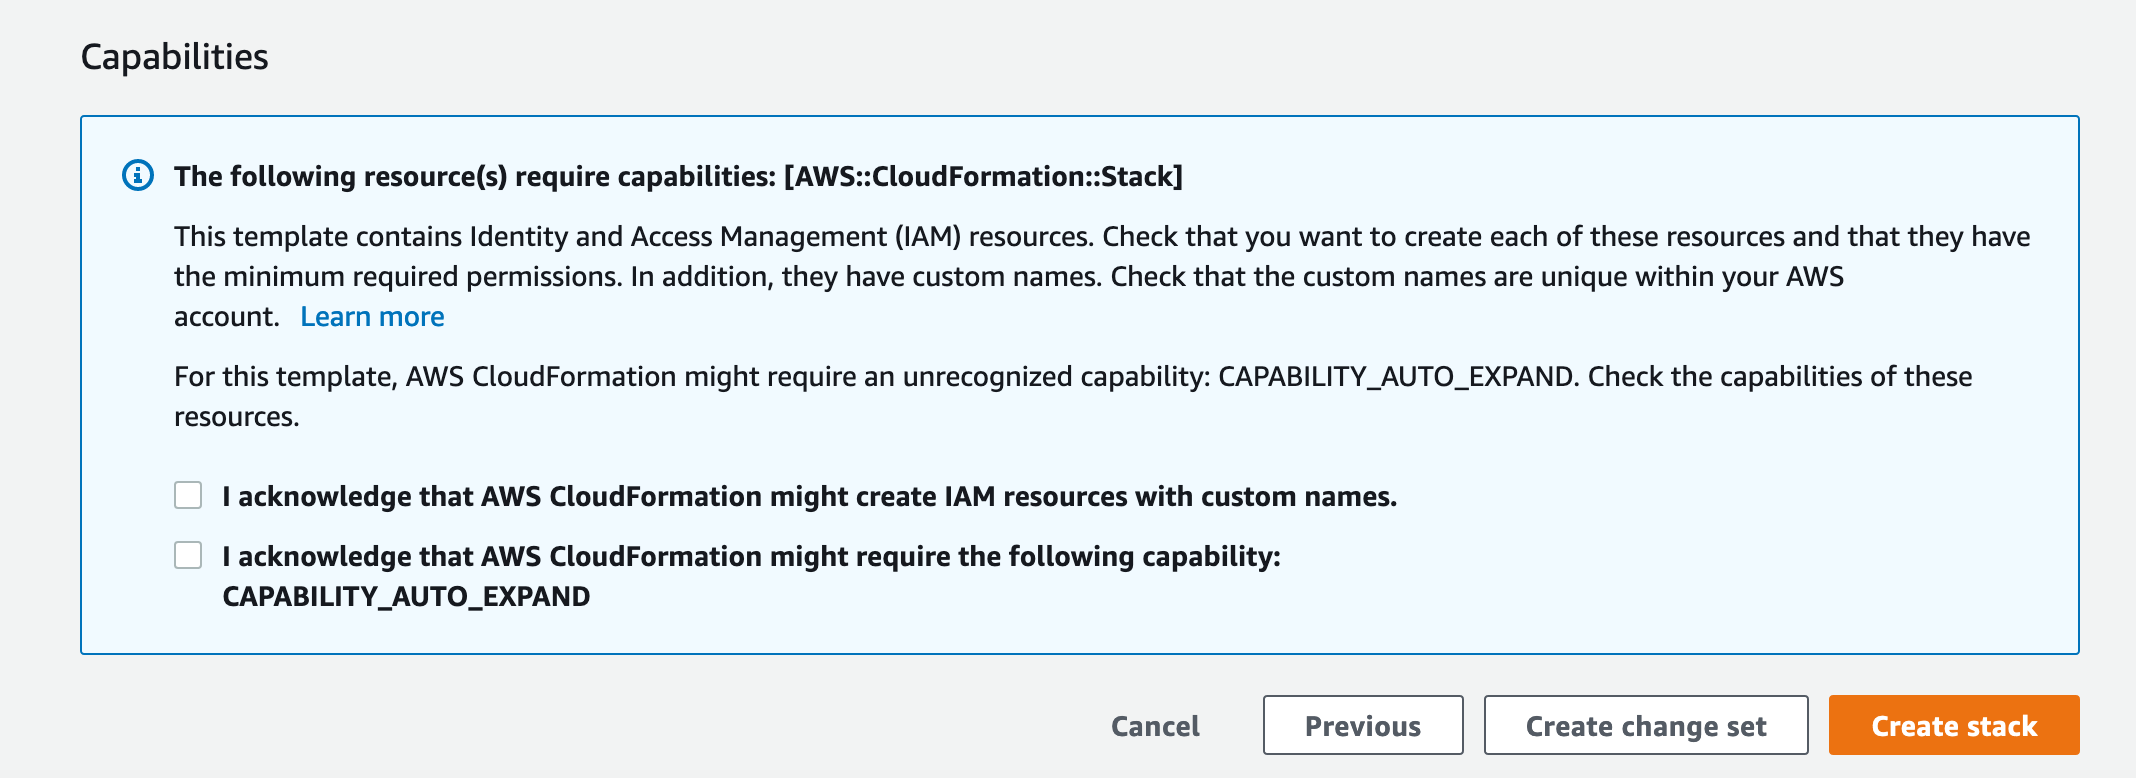 Capabilities
The following resource(s) require capabilities: [AWS::CloudFormation::Stack]
This template contains Identity and Access Management (IAM) resources. Check that you want to create each of these resources and that they have
the minimum required permissions. In addition, they have custom names. Check that the custom names are unique within your AWS
account. Learn more
For this template, AWS CloudFormation might require an unrecognized capability: CAPABILITY_AUTO_EXPAND. Check the capabilities of these
resources.
I acknowledge that AWS CloudFormation might create IAM resources with custom names.
I acknowledge that AWS CloudFormation might require the following capability:
CAPABILITY_AUTO_EXPAND
Cancel Previous Create change set Create stack